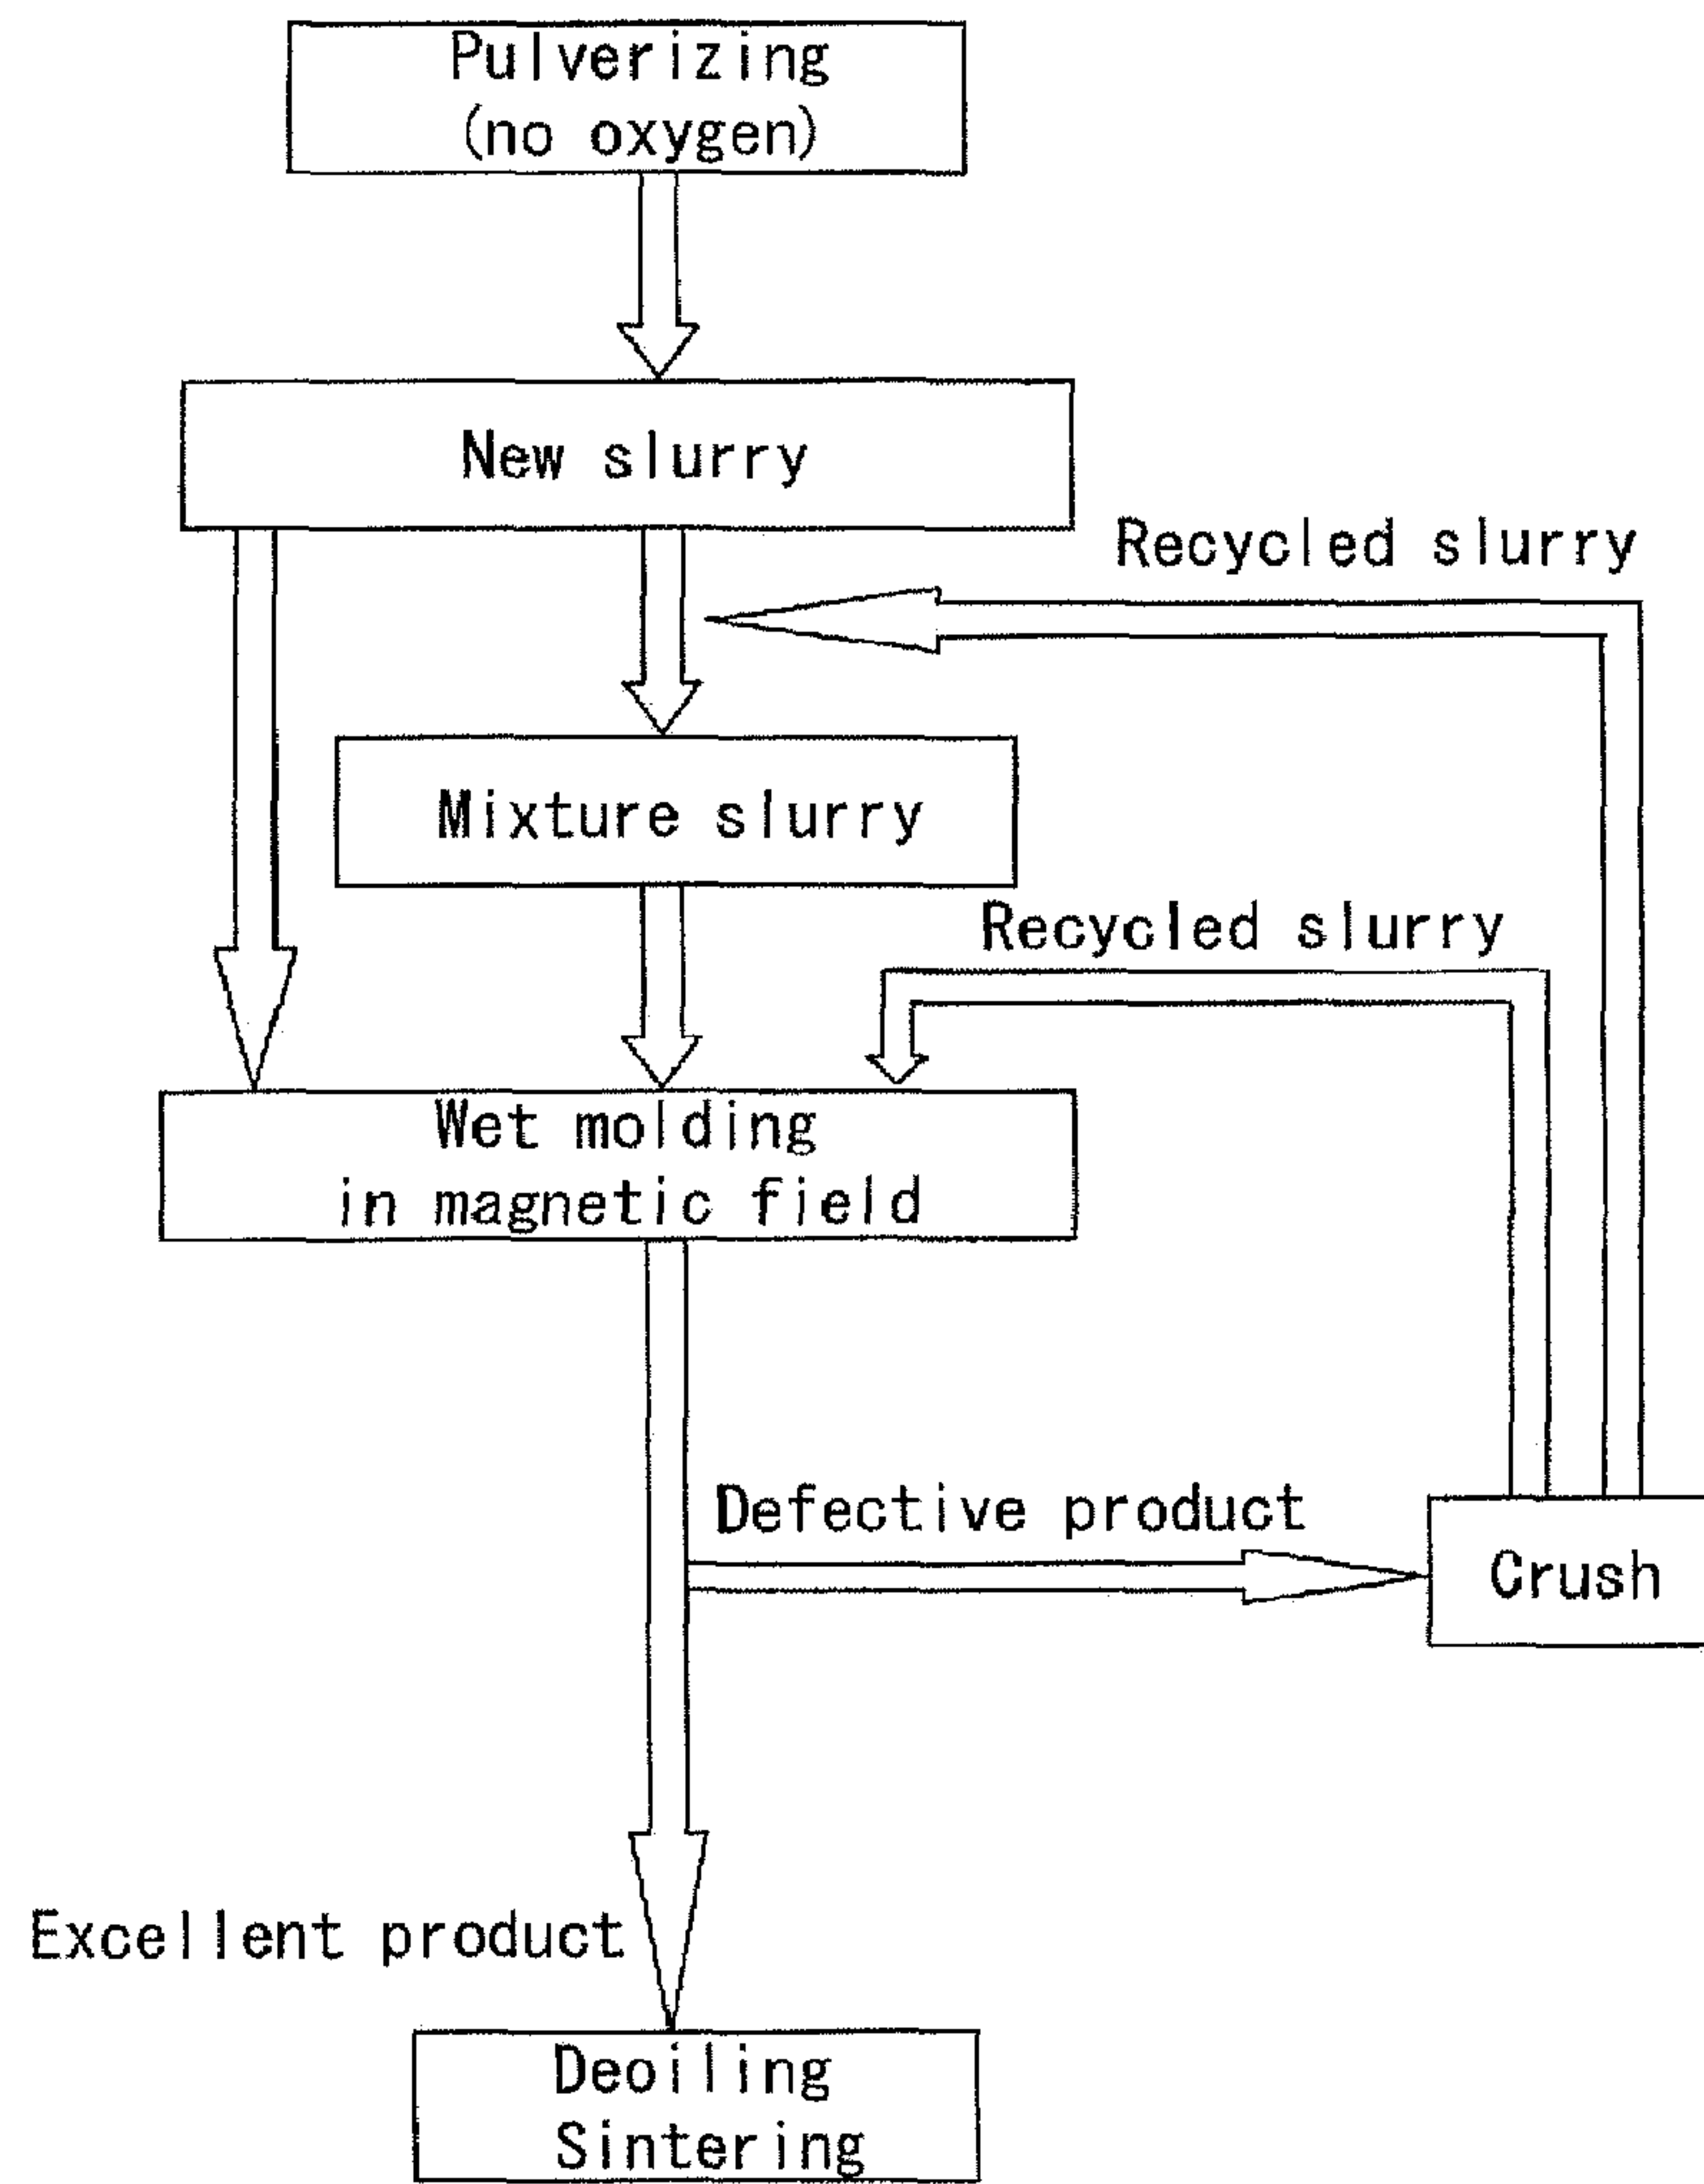 Pulverizing
(no oxygen)
New slurry
Recycled slurry
Mixture slurry
Recycled slurry
Wet molding
in magnetic field
Defective product
Crush
Excellent product
Deoiling
Sintering